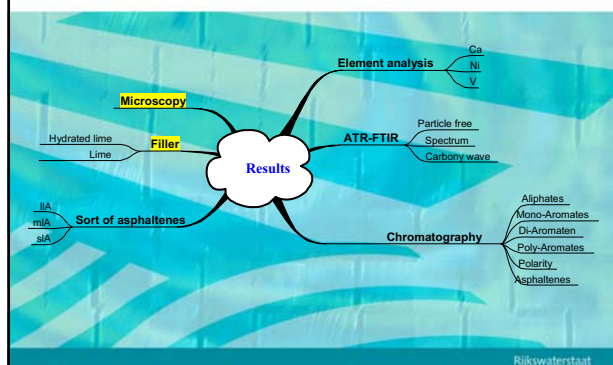 Element analysis
Ca
Ni
V
ATR-FTIR
Particle free
Spectrum
Carbony wave
Chromatography
Aliphates
Mono-Aromates
Di-Aromaten
Poly-Aromates
Polarity
Asphaltenes
Microscopy
Filler
Hydrated lime
Lime
Sort of asphaltenes
llA
mlA
slA
Results
Rijkswaterstaat